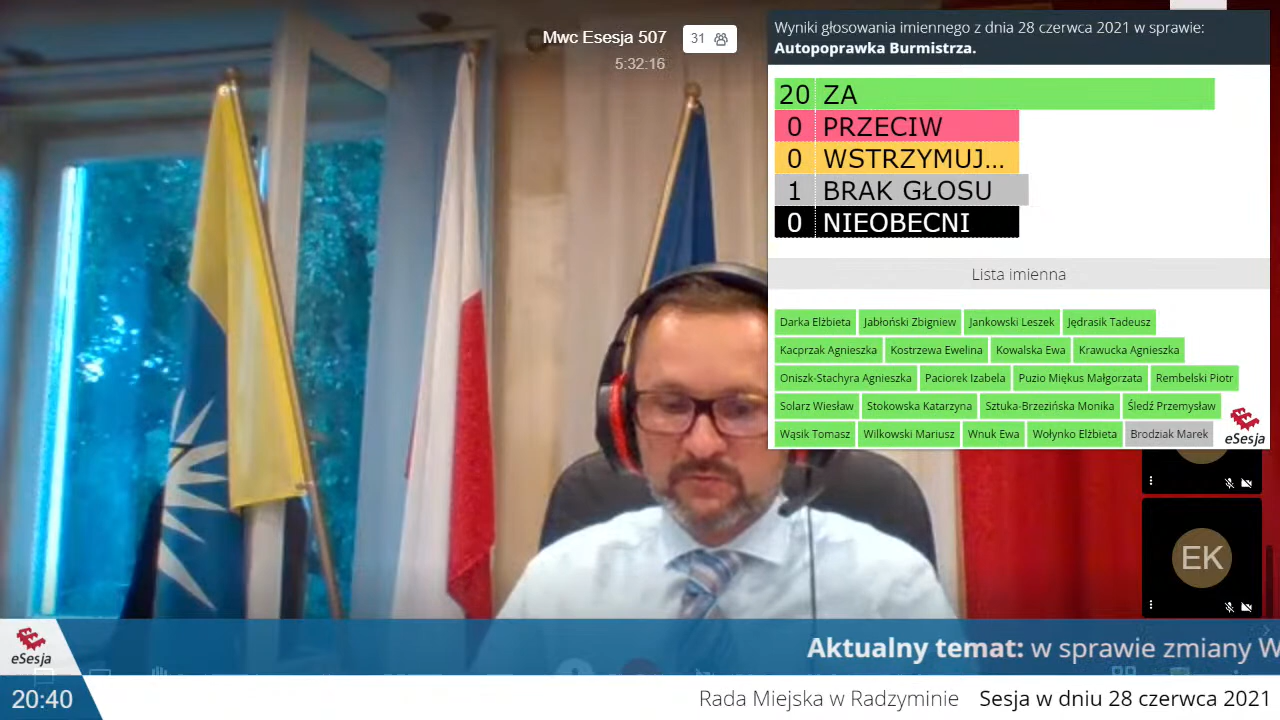 Mwc Esesja 507
31
5:32:16
Wyniki głosowania imiennego z dnia 28 czerwca 2021 w sprawie:
Autopoprawka Burmistrza.
20 ZA
0 PRZECIW
0 WSTRZYMUJ...
1 BRAK GŁOSU
0 NIEOBECNI
Lista imienna
Darka Elżbieta Jabłoński Zbigniew Jankowski Leszek Jędrasik Tadeusz
Kacprzak Agnieszka Kostrzewa Ewelina Kowalska Ewa Krawucka Agnieszka
Oniszk-Stachyra Agnieszka Paciorek Izabela Puzio Miękus Małgorzata Rembelski Piotr
Solarz Wiesław Stokowska Katarzyna Sztuka-Brzezińska Monika Śledź Przemysław
Wąsik Tomasz Wilkowski Mariusz Wnuk Ewa Wołynko Elżbieta Brodziak Marek
eSesja
EK
eSesja
Aktualny temat: w sprawie zmiany W
20:40
Rada Miejska w Radzyminie Sesja w dniu 28 czerwca 2021